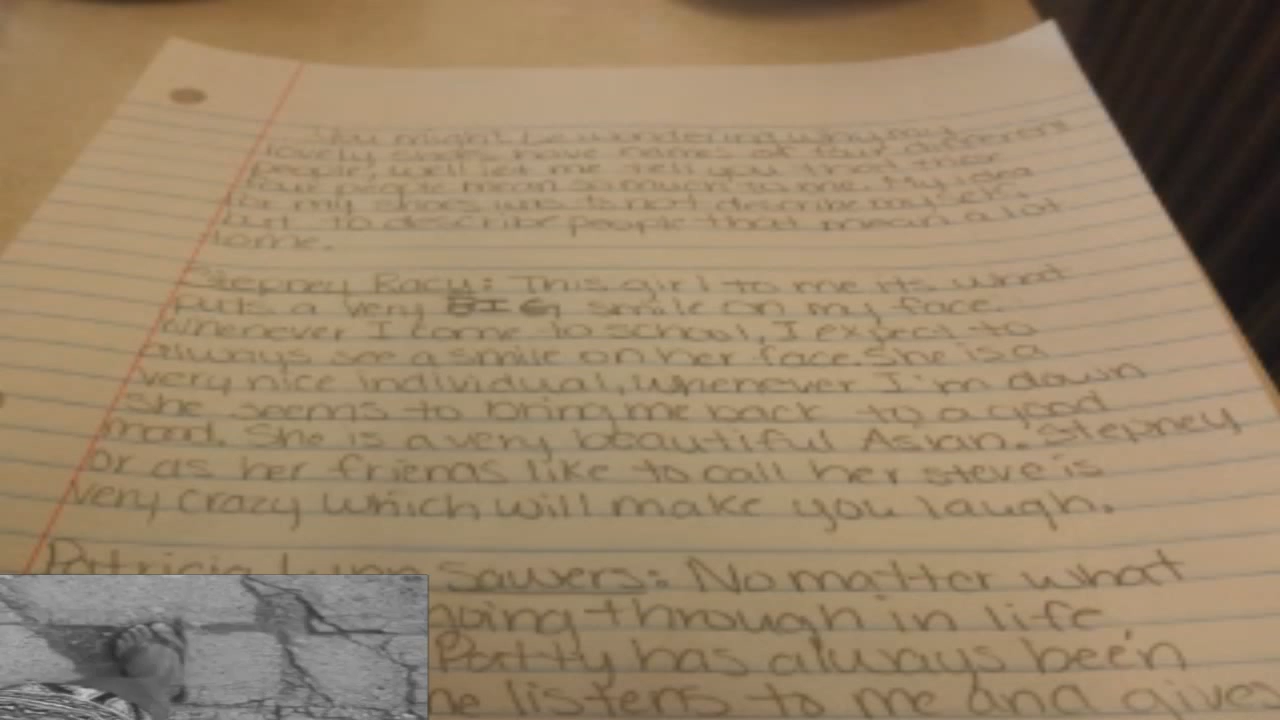 You might be wondering why my
lovely shoes have names of four different
people, well let me tell you that these
four people mean so much to me. My idea
for my shoes was to not describe myself
but to describe people that mean a lot
to me.
Stepney Racy: This girl to me its what
puts a very BIG smile on my face.
Whenever I come to school, I expect to
always see a smile on her face. She is a
very nice individual, whenever I'm down
she seems to bring me back to a good
mood. She is a very beautiful Asian. Stepney
or as her friends like to call her steve is
very crazy which will make you laugh.
Patricia Lynn Sawers: No matter what
going through in life
Patty has always been
listens to me and gives